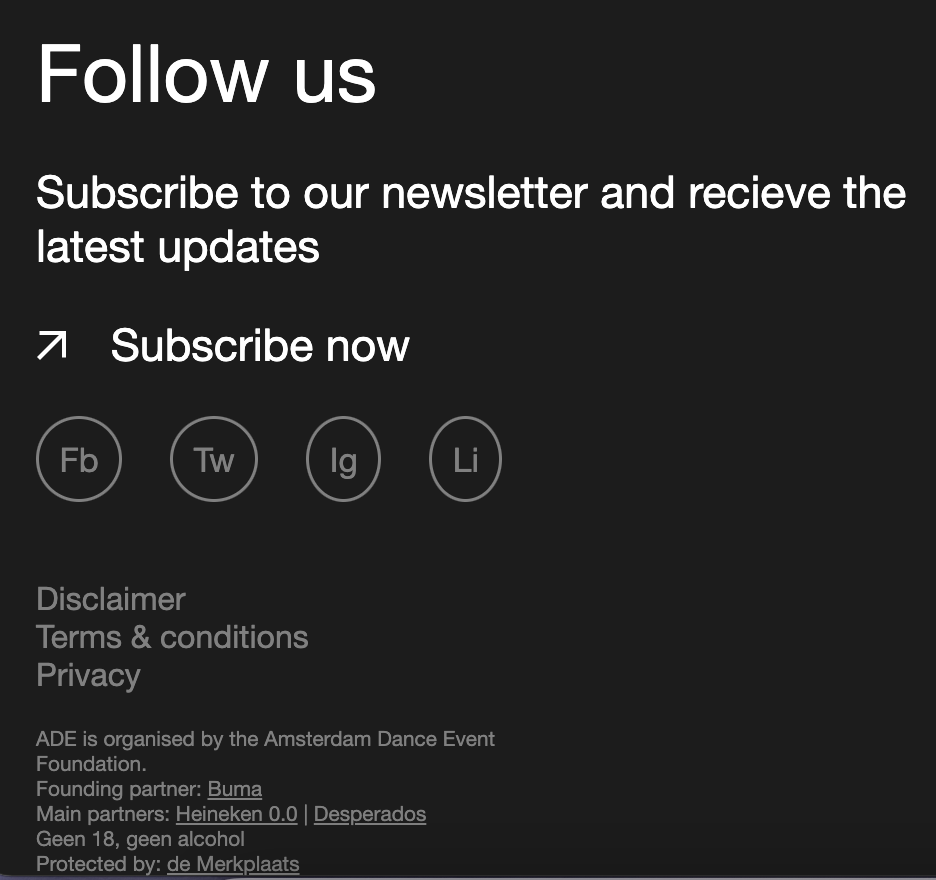 Follow us
Subscribe to our newsletter and recieve the
latest updates
Subscribe now
Fb Tw Ig Li
Disclaimer
Terms & conditions
Privacy
ADE is organised by the Amsterdam Dance Event
Foundation.
Founding partner: Buma
Main partners: Heineken 0.0 | Desperados
Geen 18, geen alcohol
Protected by: de Merkplaats